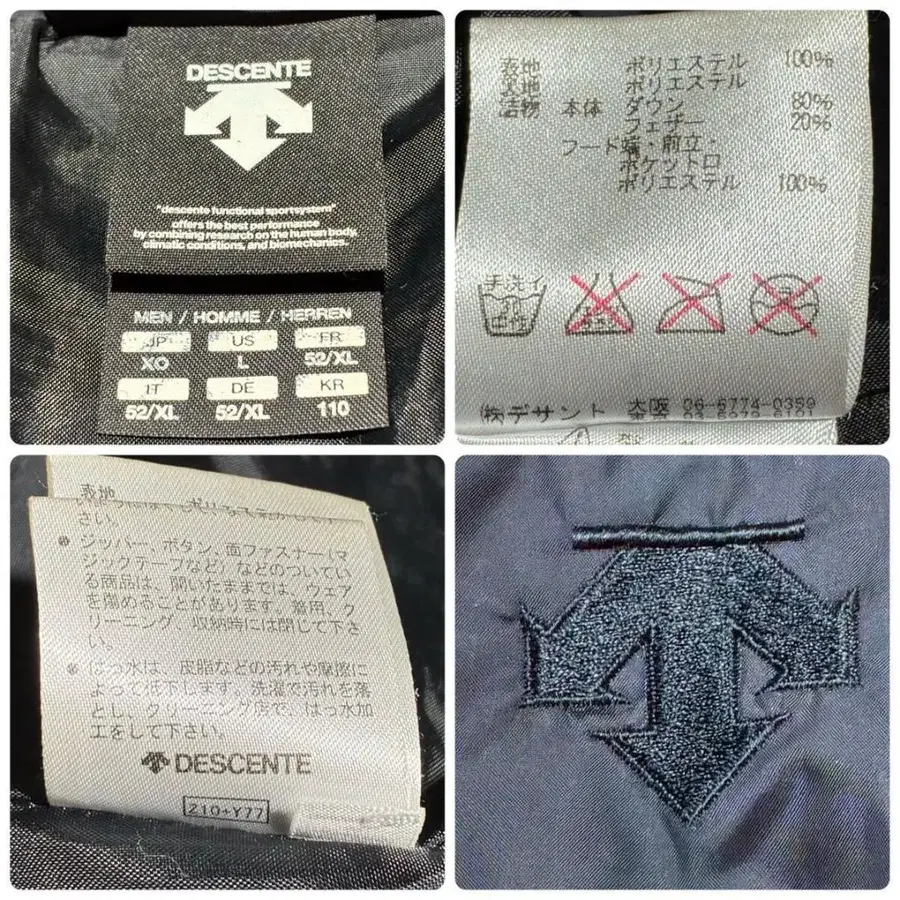 DESCENTE
"descente functional sportsystem"
offers the best performance
by combining research on the human body,
climatic conditions, and biomechanics.
MEN / HOMME / HERREN
JP US FR
XO L 52/XL
IT DE KR
52/XL 52/XL 110
表地 ポリエステル 100%
ポリエステル
詰物 本体 ダウン 80%
フェザー 20%
フード端・前立・
ポケット口
ポリエステル 100%
手洗イ
30
中性
㈱デサント 大阪 06-6774-0359
表地
さい。
● ジッパー、ボタン、面ファスナー(マ
ジックテープなど)などのついてい
る商品は、開いたままでは、ウェア
を傷めることがあります。着用、ク
リーニング、収納時には閉じて下さ
い。
● はっ水は、皮脂などの汚れや摩擦に
よって低下します。洗濯で汚れを落
とし、クリーニング店で、はっ水加
工をして下さい。
DESCENTE
210+Y77